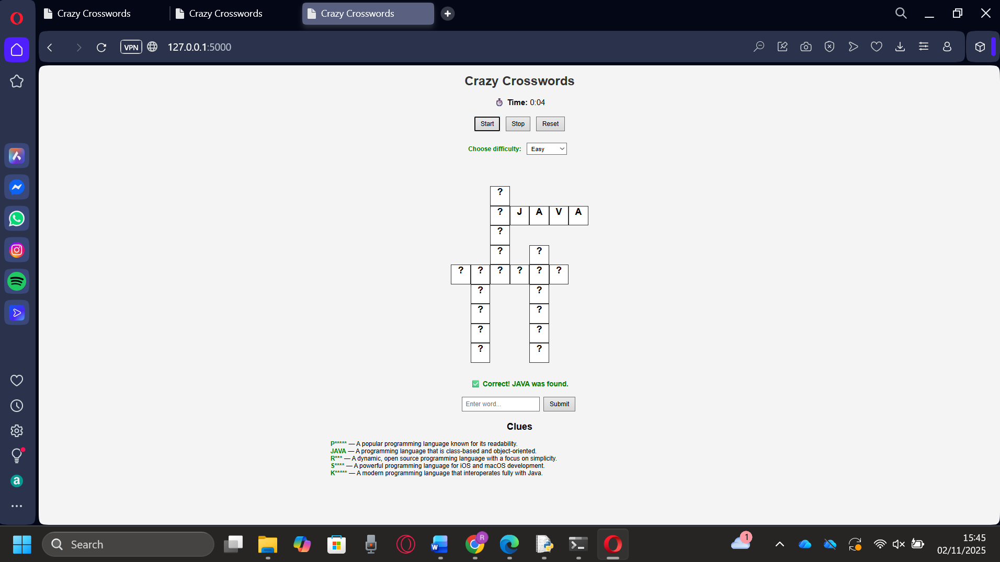 Crazy Crosswords
Crazy Crosswords
Crazy Crosswords
VPN
127.0.0.1:5000
Crazy Crosswords
Time: 0:04
Start
Stop
Reset
Choose difficulty:
Easy
?
? J A V A
?
? ?
? ? ? ? ? ?
? ?
? ?
? ?
? ?
Correct! JAVA was found.
Enter word...
Submit
Clues
P***** — A popular programming language known for its readability.
JAVA — A programming language that is class-based and object-oriented.
R*** — A dynamic, open source programming language with a focus on simplicity.
S**** — A powerful programming language for iOS and macOS development.
K***** — A modern programming language that interoperates fully with Java.
a
Search
W
R
1
15:45
02/11/2025